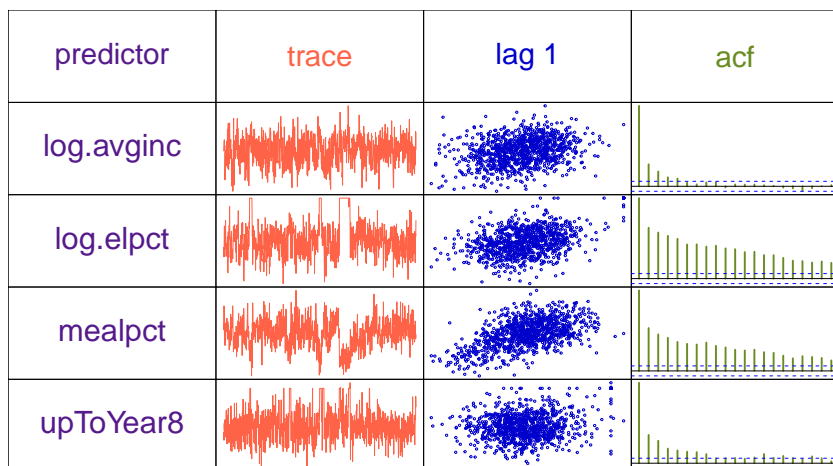 predictor trace lag 1 acf
log.avginc
log.elpct
mealpct
upToYear8